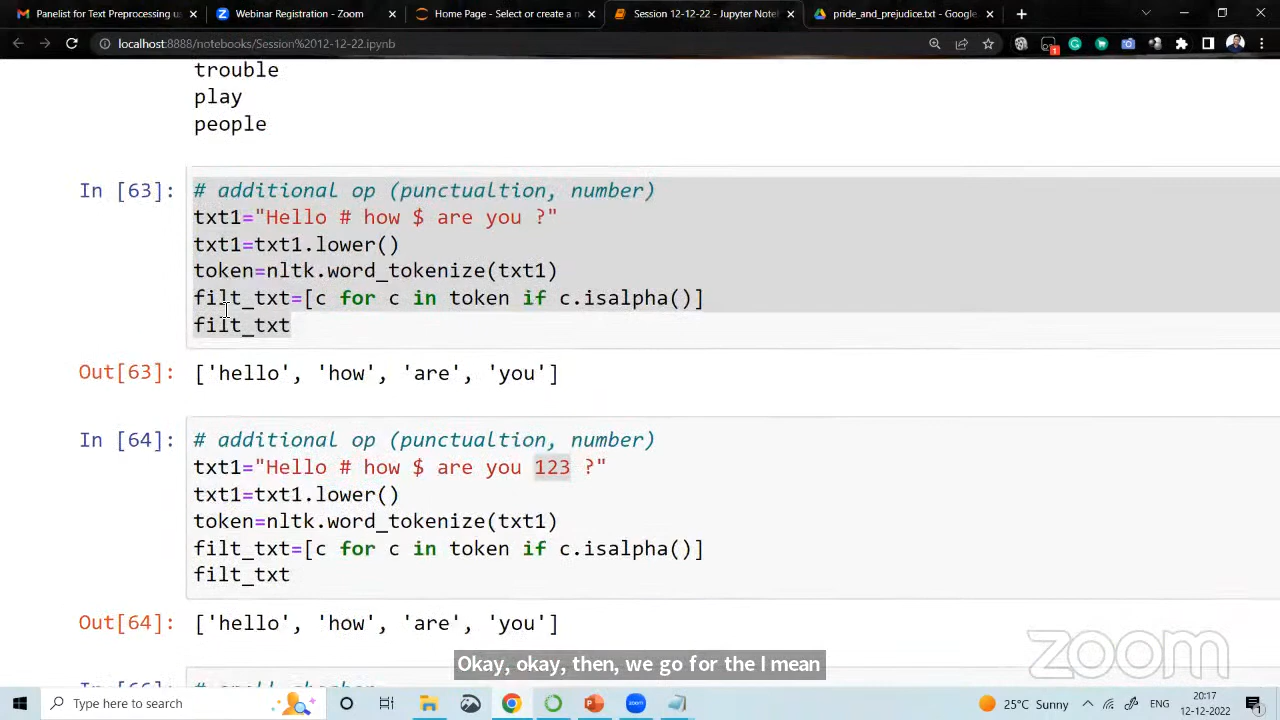 Panelist for Text Preprocessing u
Webinar Registration - Zoom
Home Page - Select or create a n
Session 12-12-22 - Jupyter Note
pride_and_prejudice.txt - Google
localhost:8888/notebooks/Session%2012-12-22.ipynb
trouble
play
people
In [63]:
# additional op (punctualtion, number)
txt1="Hello # how $ are you ?"
txt1=txt1.lower()
token=nltk.word_tokenize(txt1)
filt_txt=[c for c in token if c.isalpha()]
filt_txt
Out[63]: ['hello', 'how', 'are', 'you']
In [64]:
# additional op (punctualtion, number)
txt1="Hello # how $ are you 123 ?"
txt1=txt1.lower()
token=nltk.word_tokenize(txt1)
filt_txt=[c for c in token if c.isalpha()]
filt_txt
Out[64]: ['hello', 'how', 'are', 'you']
zoom
Okay, okay, then, we go for the I mean
Type here to search
25°C Sunny
ENG
20:17
12-12-2022